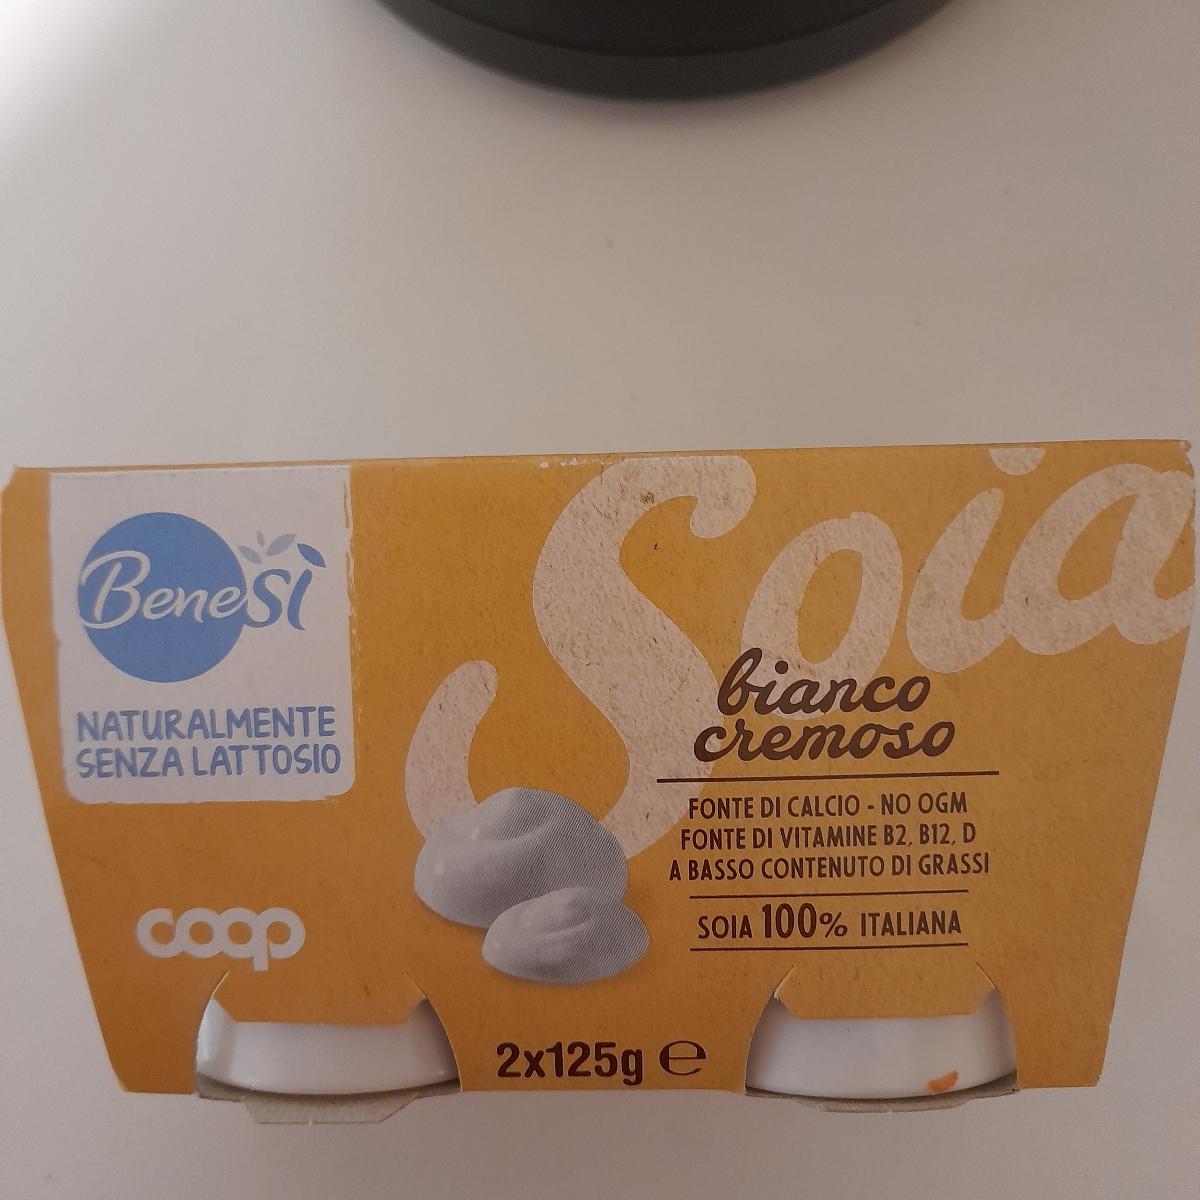 BeneSì
NATURALMENTE
SENZA LATTOSIO
coop
Soia
bianco
cremoso
FONTE DI CALCIO - NO OGM
FONTE DI VITAMINE B2, B12, D
A BASSO CONTENUTO DI GRASSI
SOIA 100% ITALIANA
2x125g ℮